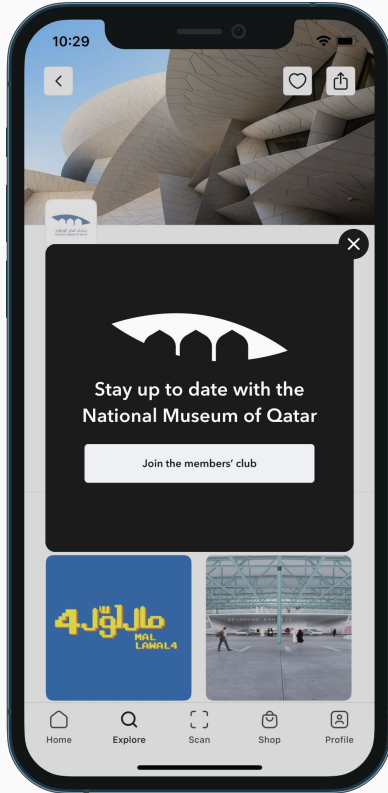 10:29
Stay up to date with the
National Museum of Qatar
Join the members' club
مال لوّل4
MAL
LAWAL4
Home
Explore
Scan
Shop
Profile